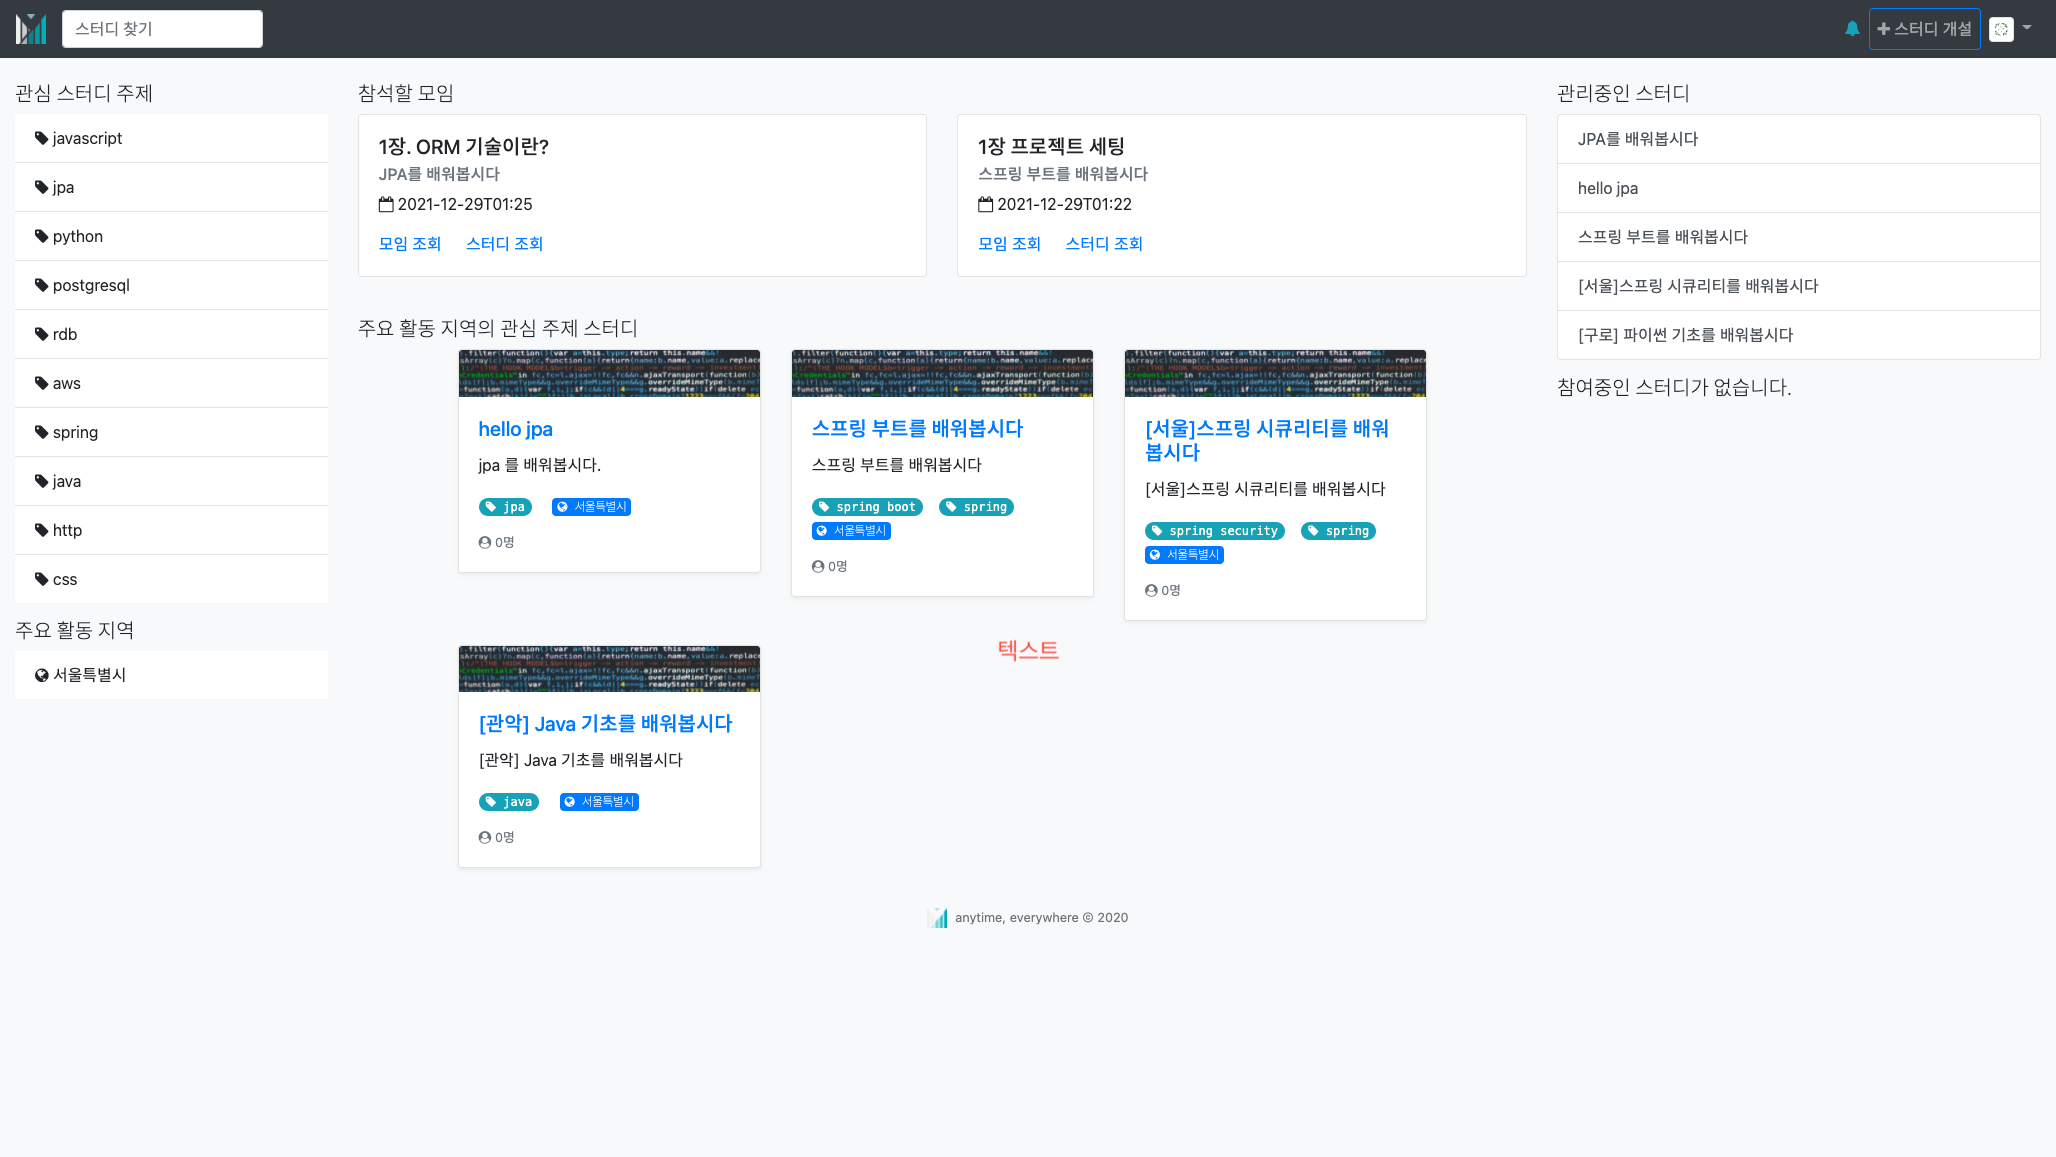 스터디 찾기
스터디 개설
관심 스터디 주제
javascript
jpa
python
postgresql
rdb
aws
spring
java
http
css
주요 활동 지역
서울특별시
참석할 모임
1장. ORM 기술이란?
JPA를 배워봅시다
2021-12-29T01:25
모임 조회 스터디 조회
1장 프로젝트 세팅
스프링 부트를 배워봅시다
2021-12-29T01:22
모임 조회 스터디 조회
주요 활동 지역의 관심 주제 스터디
hello jpa
jpa 를 배워봅시다.
jpa 서울특별시
0명
스프링 부트를 배워봅시다
스프링 부트를 배워봅시다
spring boot spring
서울특별시
0명
[서울]스프링 시큐리티를 배워
봅시다
[서울]스프링 시큐리티를 배워봅시다
spring security spring
서울특별시
0명
텍스트
[관악] Java 기초를 배워봅시다
[관악] Java 기초를 배워봅시다
java 서울특별시
0명
관리중인 스터디
JPA를 배워봅시다
hello jpa
스프링 부트를 배워봅시다
[서울]스프링 시큐리티를 배워봅시다
[구로] 파이썬 기초를 배워봅시다
참여중인 스터디가 없습니다.
anytime, everywhere © 2020